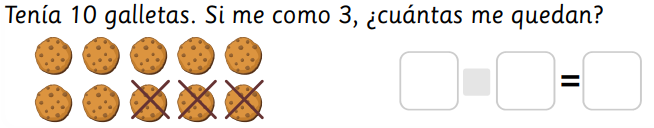 Tenía 10 galletas. Si me como 3, ¿cuántas me quedan?
=